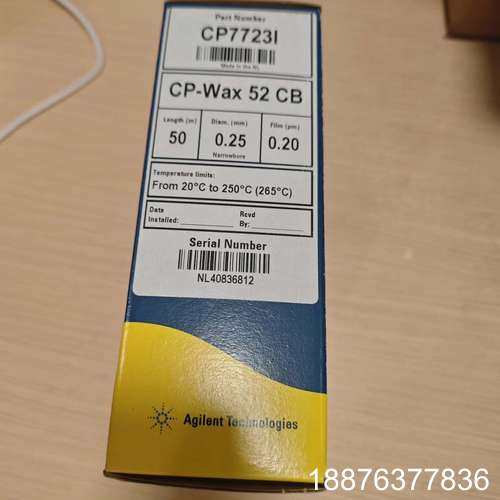 Part Number
CP7723I
Made in the NL
CP-Wax 52 CB
Length (m) Diam. (mm) Film (µm)
50 0.25 0.20
Narrowbore
Temperature limits:
From 20°C to 250°C (265°C)
Date Rcvd
Installed: By:
Serial Number
NL40836812
Agilent Technologies
18876377836